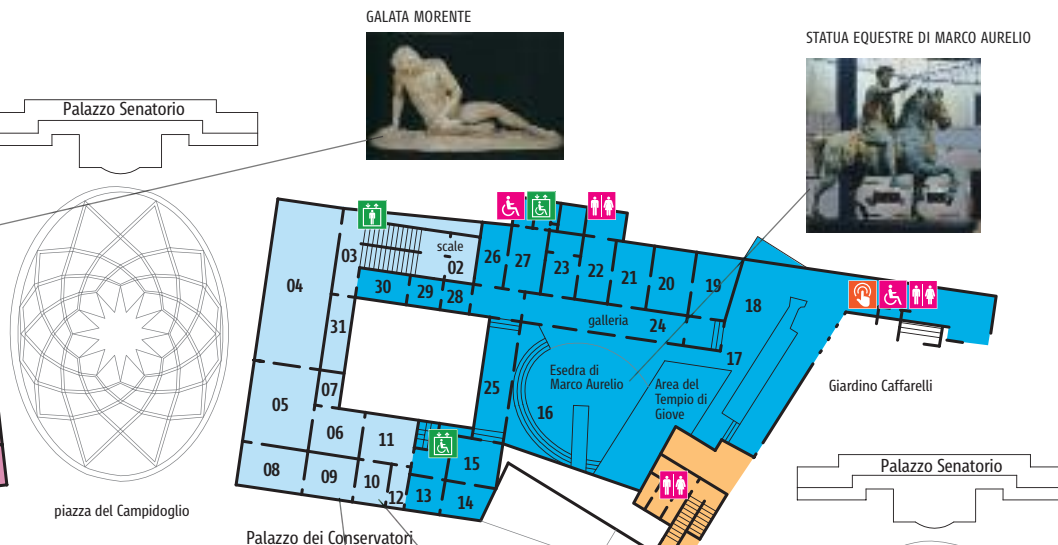 GALATA MORENTE
STATUA EQUESTRE DI MARCO AURELIO
Palazzo Senatorio
scale
03
02
26
27
23
22
21
20
19
18
04
30
29
28
galleria
24
31
17
Esedra di
Marco Aurelio
Area del
Tempio di
Giove
Giardino Caffarelli
07
25
05
16
06
11
08
09
10
12
13
15
14
Palazzo Senatorio
piazza del Campidoglio
Palazzo dei Conservatori